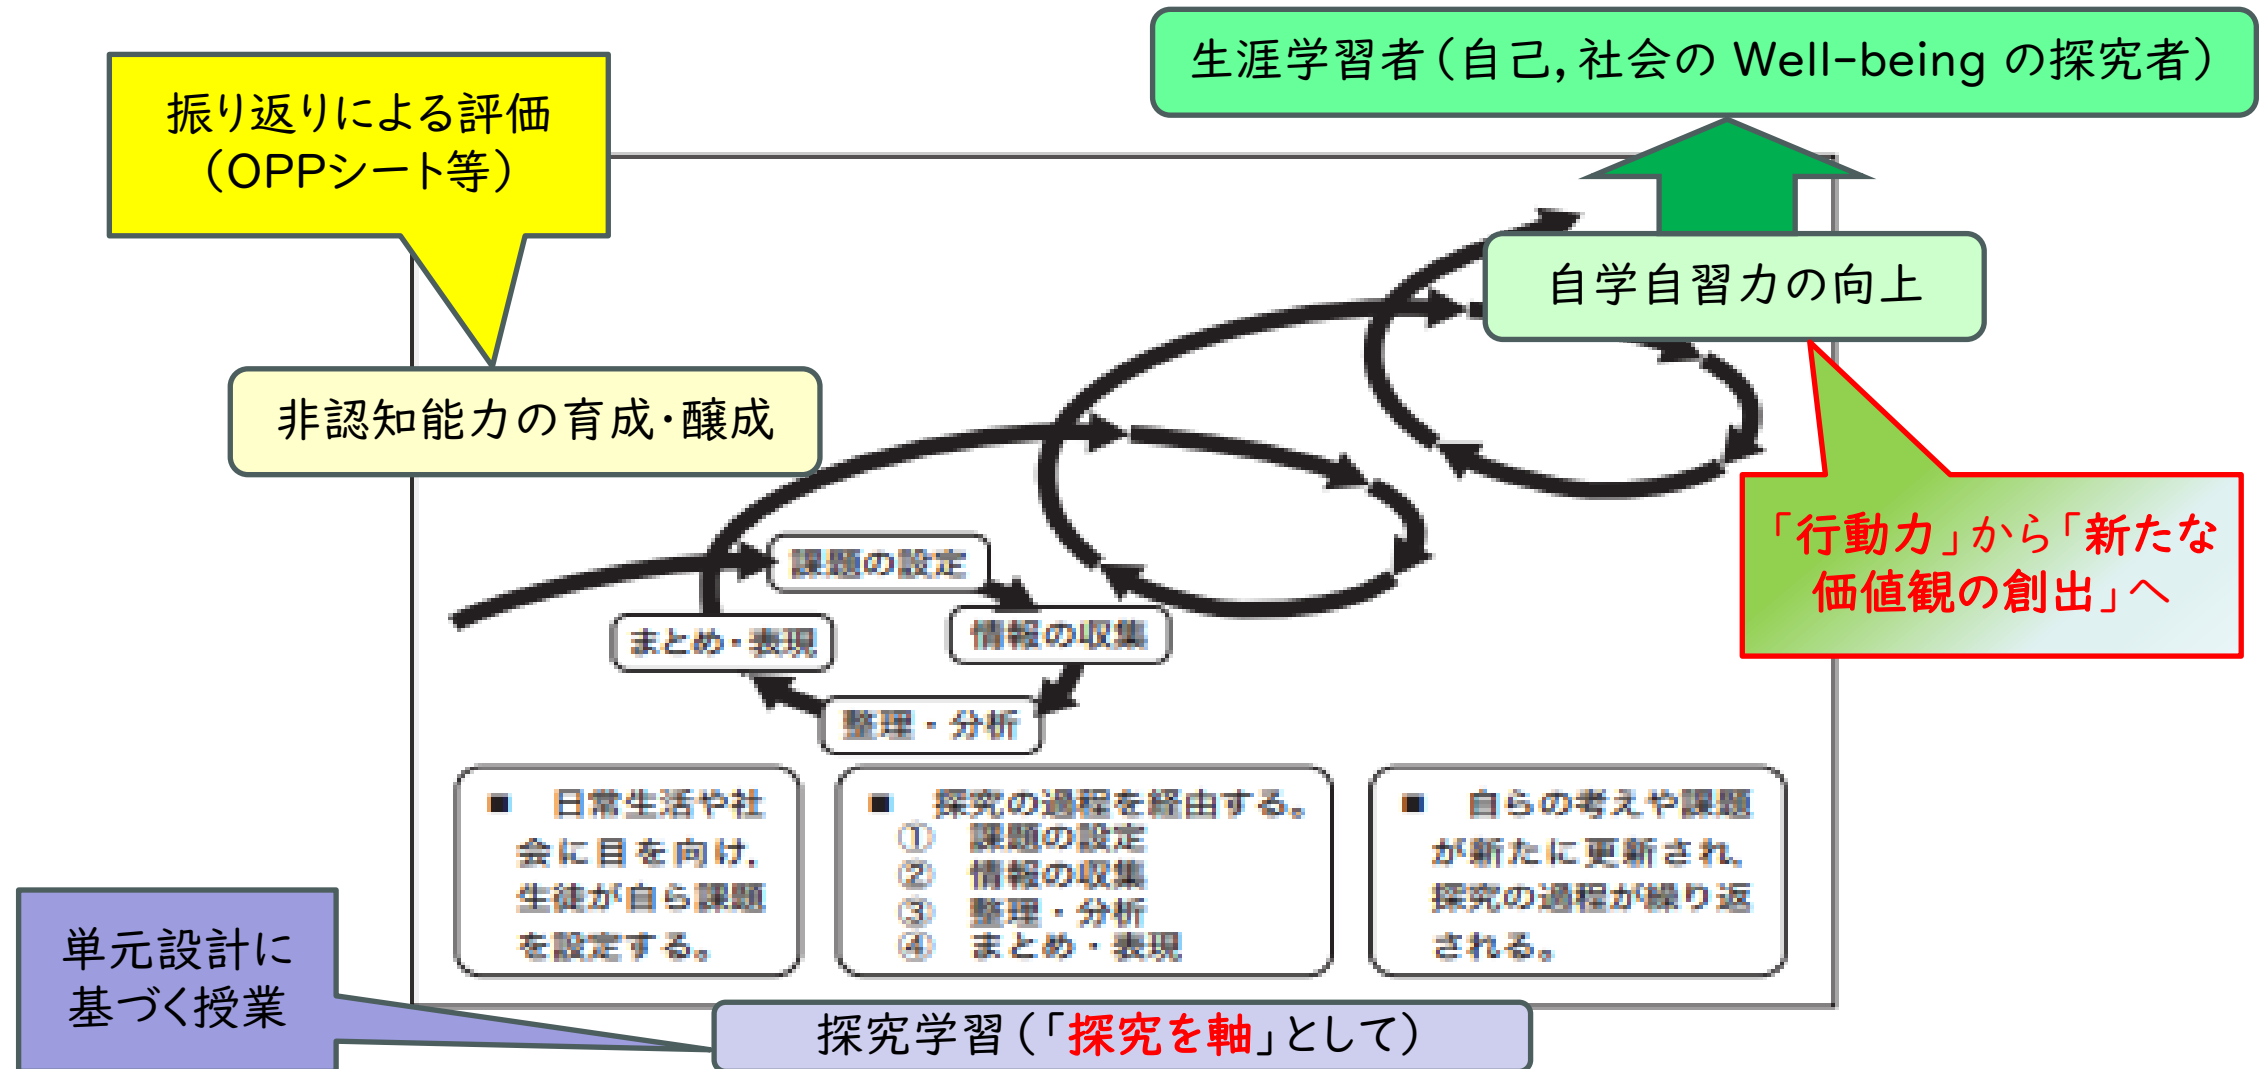 生涯学習者(自己,社会の Well-being の探究者)
振り返りによる評価
(OPPシート等)
自学自習力の向上
非認知能力の育成・醸成
「行動力」から「新たな
価値観の創出」へ
課題の設定
まとめ・表現
情報の収集
整理・分析
■ 日常生活や社
会に目を向け,
生徒が自ら課題
を設定する。
■ 探究の過程を経由する。
① 課題の設定
② 情報の収集
③ 整理・分析
④ まとめ・表現
■ 自らの考えや課題
が新たに更新され,
探究の過程が繰り返
される。
単元設計に
基づく授業
探究学習(「探究を軸」として)